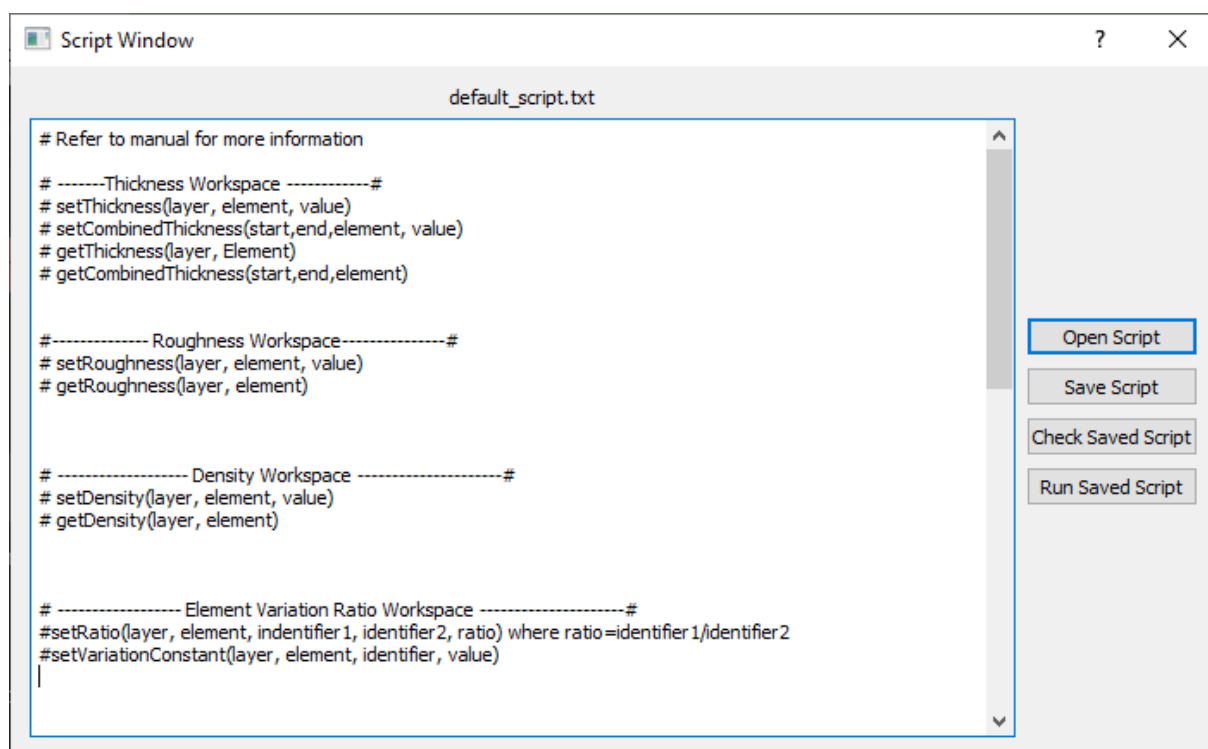 Script Window
?
default_script.txt
# Refer to manual for more information
# -------Thickness Workspace ------------#
# setThickness(layer, element, value)
# setCombinedThickness(start,end,element, value)
# getThickness(layer, Element)
# getCombinedThickness(start,end,element)
#-------------- Roughness Workspace---------------#
# setRoughness(layer, element, value)
# getRoughness(layer, element)
# ------------------- Density Workspace ---------------------#
# setDensity(layer, element, value)
# getDensity(layer, element)
# ------------------ Element Variation Ratio Workspace ---------------------#
#setRatio(layer, element, indentifier1, identifier2, ratio) where ratio=identifier1/identifier2
#setVariationConstant(layer, element, identifier, value)
Open Script
Save Script
Check Saved Script
Run Saved Script